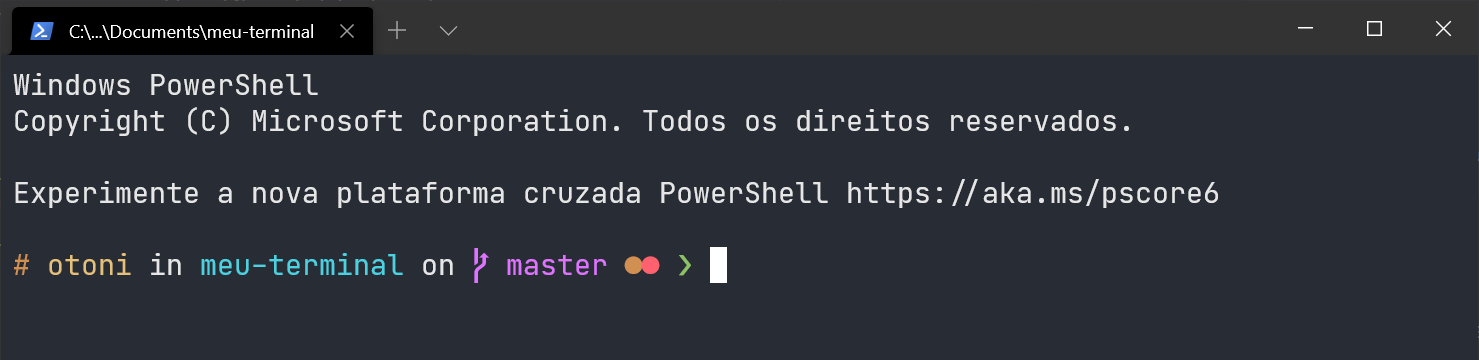 C:\...\Documents\meu-terminal
Windows PowerShell
Copyright (C) Microsoft Corporation. Todos os direitos reservados.
Experimente a nova plataforma cruzada PowerShell https://aka.ms/pscore6
# otoni in meu-terminal on master ●● ❯